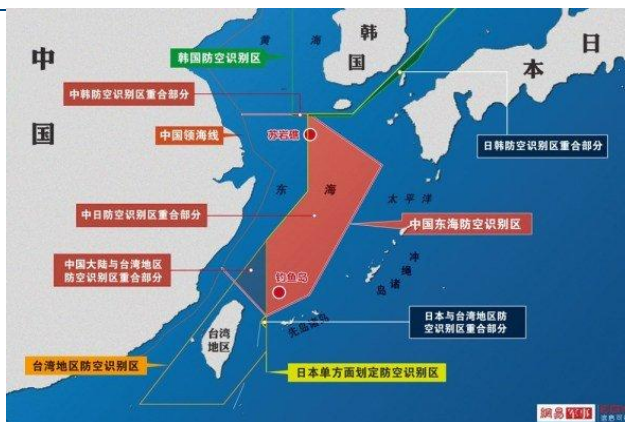 中
国
黄
海
韩
国
日
本
韩国防空识别区
中韩防空识别区重合部分
中国领海线
苏岩礁
日韩防空识别区重合部分
东
海
太平洋
中日防空识别区重合部分
中国东海防空识别区
中国大陆与台湾地区
防空识别区重合部分
钓鱼岛
冲绳诸岛
先岛诸岛
日本与台湾地区防
空识别区重合部分
台湾
地区
台湾地区防空识别区
日本单方面划定防空识别区
網易